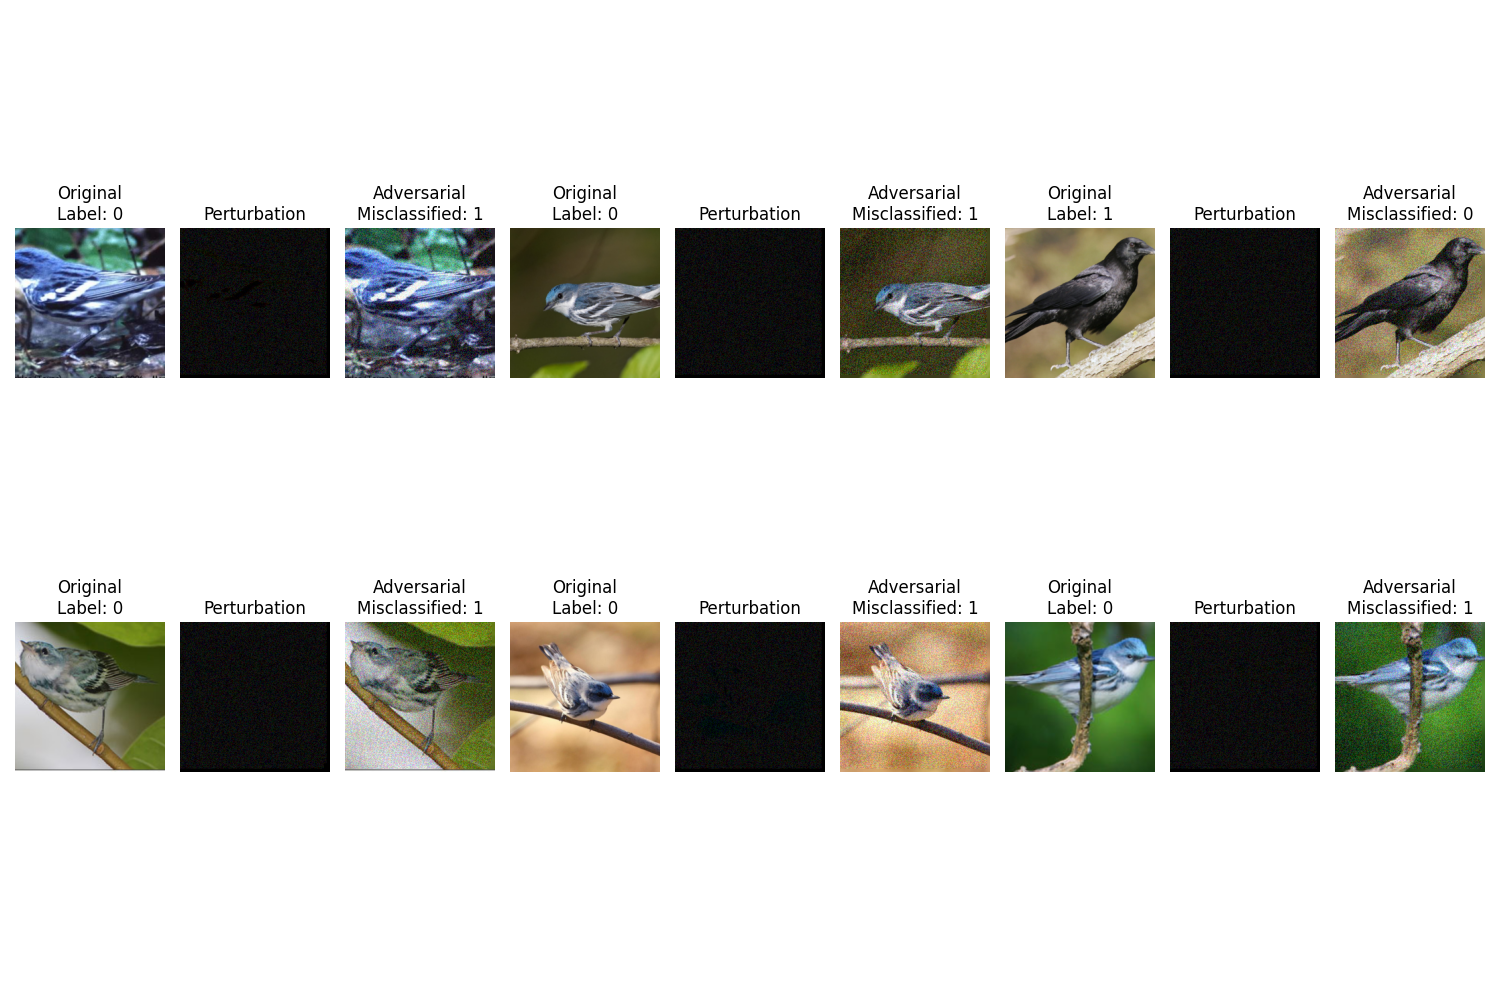 Original
Label: 0
Perturbation
Adversarial
Misclassified: 1
Original
Label: 0
Perturbation
Adversarial
Misclassified: 1
Original
Label: 1
Perturbation
Adversarial
Misclassified: 0
Original
Label: 0
Perturbation
Adversarial
Misclassified: 1
Original
Label: 0
Perturbation
Adversarial
Misclassified: 1
Original
Label: 0
Perturbation
Adversarial
Misclassified: 1